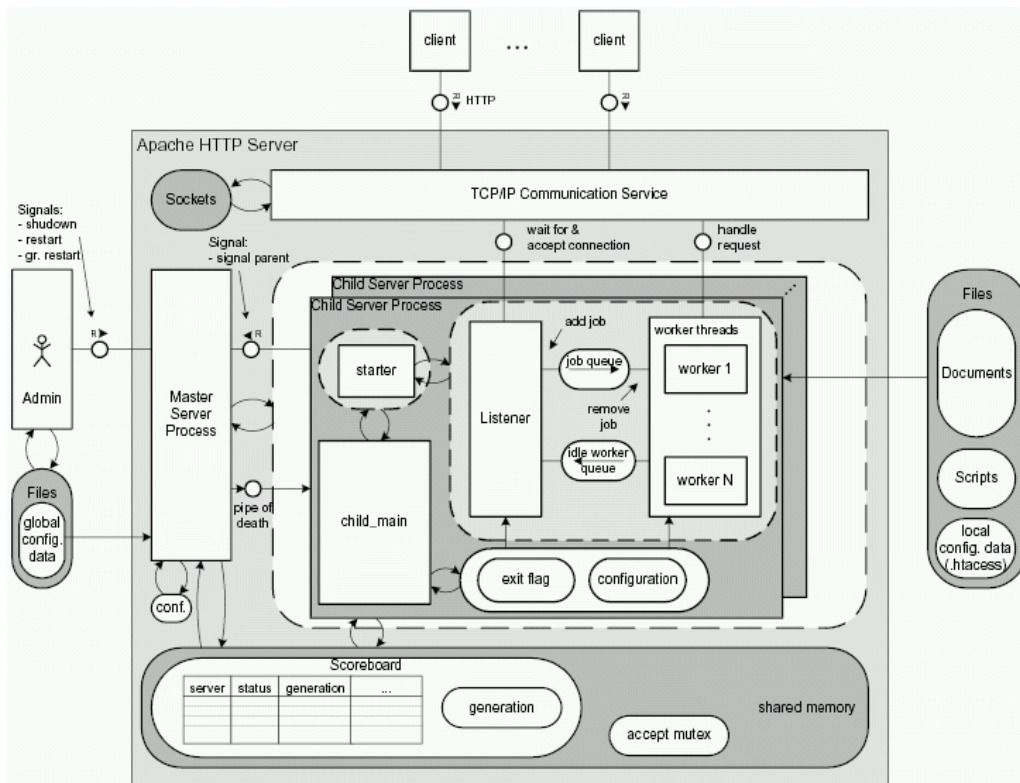 client
...
client
R
HTTP
R
Apache HTTP Server
Sockets
TCP/IP Communication Service
Signals:
- shudown
- restart
- gr. restart
Signal:
- signal parent
wait for &
accept connection
handle
request
Child Server Process
Child Server Process
Files
Documents
Scripts
local
config. data
(.htacess)
R
R
Admin
Master
Server
Process
starter
Listener
add job
job queue
remove
job
idle worker
queue
worker threads
worker 1
worker N
Files
global
config.
data
pipe of
death
child_main
exit flag
configuration
conf.
Scoreboard
server status generation ...
generation
accept mutex
shared memory